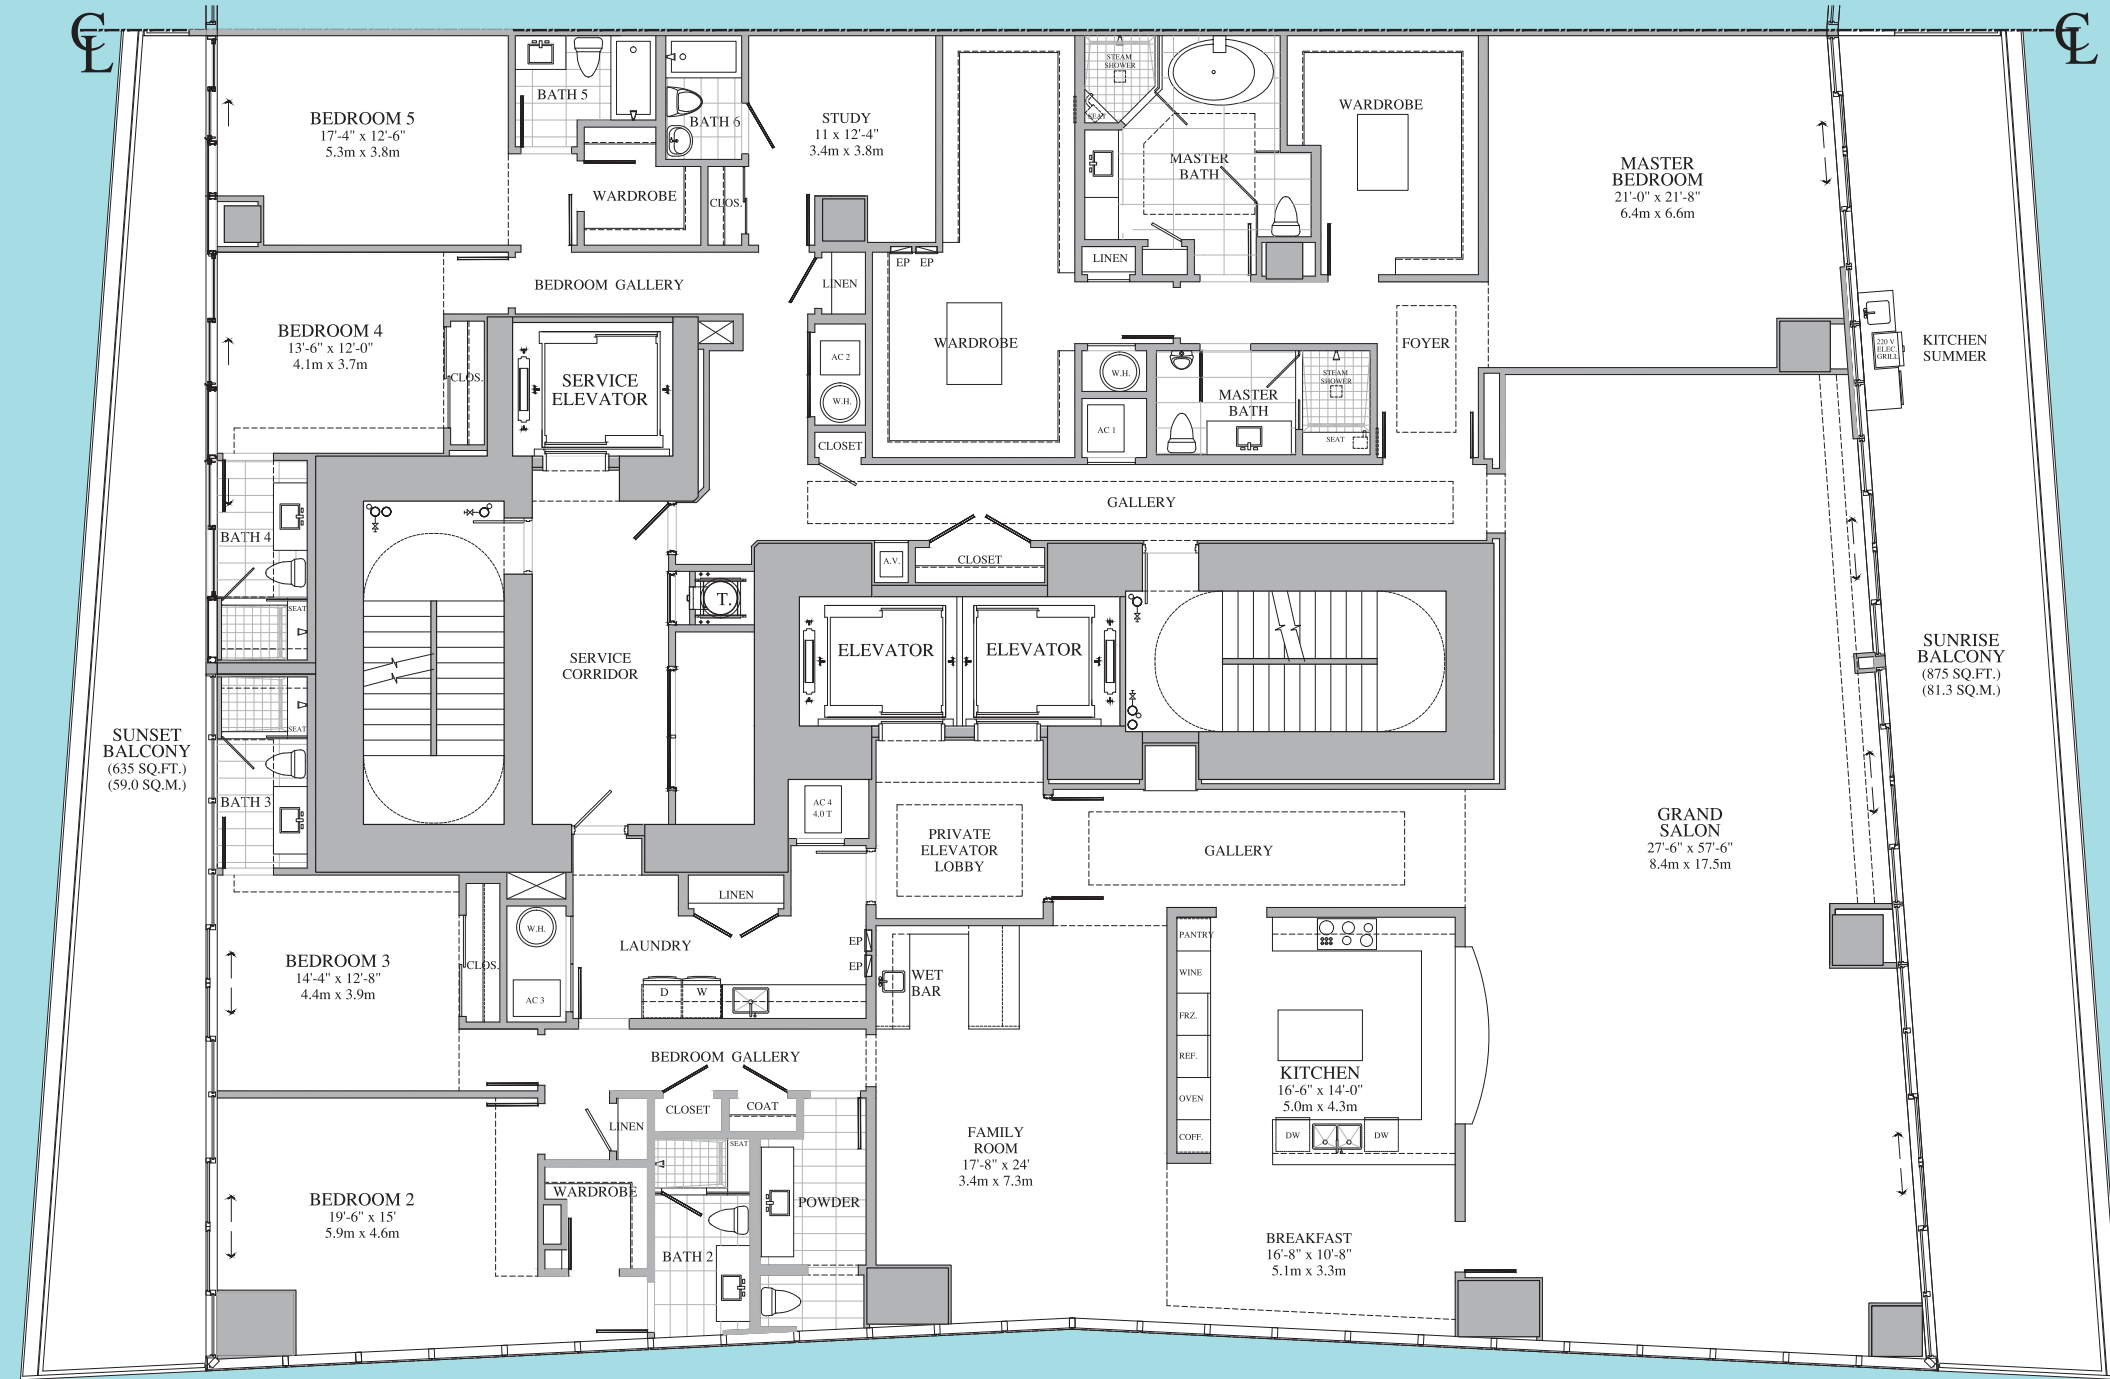 CL
CL
BEDROOM 5
17'-4" x 12'-6"
5.3m x 3.8m
BATH 5
BATH 6
WARDROBE
CLOS.
STUDY
11 x 12'-4"
3.4m x 3.8m
STEAM
SHOWER
SEAT
MASTER
BATH
WARDROBE
MASTER
BEDROOM
21'-0" x 21'-8"
6.4m x 6.6m
LINEN
EP
EP
LINEN
BEDROOM GALLERY
BEDROOM 4
13'-6" x 12'-0"
4.1m x 3.7m
CLOS.
SERVICE
ELEVATOR
AC 2
W.H.
CLOSET
WARDROBE
W.H.
AC 1
MASTER
BATH
STEAM
SHOWER
SEAT
FOYER
220 V
ELEC.
GRILL
KITCHEN
SUMMER
GALLERY
BATH 4
SEAT
A.V.
CLOSET
T.
SERVICE
CORRIDOR
ELEVATOR
ELEVATOR
SUNRISE
BALCONY
(875 SQ.FT.)
(81.3 SQ.M.)
SUNSET
BALCONY
(635 SQ.FT.)
(59.0 SQ.M.)
SEAT
BATH 3
AC 4
4.0 T
PRIVATE
ELEVATOR
LOBBY
GALLERY
GRAND
SALON
27'-6" x 57'-6"
8.4m x 17.5m
LINEN
W.H.
AC 3
LAUNDRY
EP
EP
D
W
BEDROOM 3
14'-4" x 12'-8"
4.4m x 3.9m
CLOS.
WET
BAR
PANTRY
WINE
FRZ.
REF.
OVEN
COFF.
KITCHEN
16'-6" x 14'-0"
5.0m x 4.3m
DW
DW
BEDROOM GALLERY
CLOSET
COAT
LINEN
SEAT
FAMILY
ROOM
17'-8" x 24'
3.4m x 7.3m
BEDROOM 2
19'-6" x 15'
5.9m x 4.6m
WARDROBE
POWDER
BATH 2
BREAKFAST
16'-8" x 10'-8"
5.1m x 3.3m